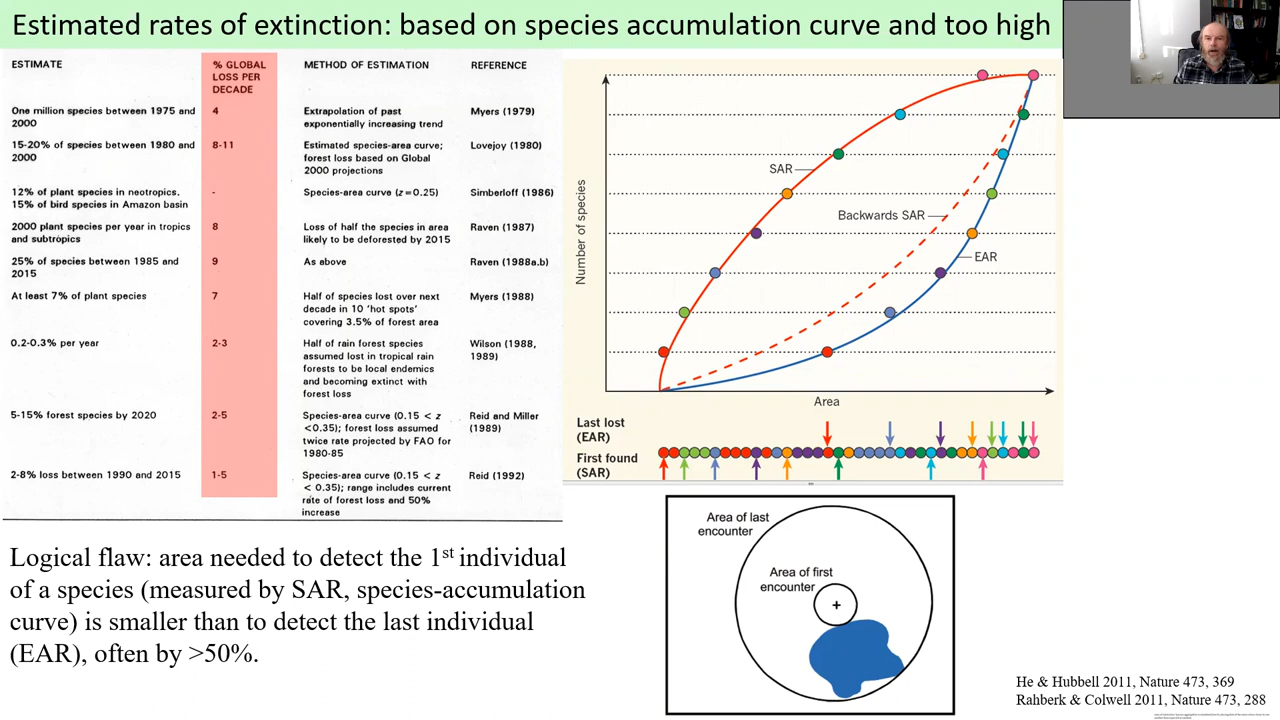 Estimated rates of extinction: based on species accumulation curve and too high
ESTIMATE
% GLOBAL
LOSS PER
DECADE
METHOD OF ESTIMATION
REFERENCE
One million species between 1975 and
2000
4
Extrapolation of past
exponentially increasing trend
Myers (1979)
15-20% of species between 1980 and
2000
8-11
Estimated species-area curve;
forest loss based on Global
2000 projections
Lovejoy (1980)
12% of plant species in neotropics,
15% of bird species in Amazon basin
-
Species-area curve (z=0.25)
Simberloff (1986)
2000 plant species per year in tropics
and subtropics
8
Loss of half the species in area
likely to be deforested by 2015
Raven (1987)
25% of species between 1985 and
2015
9
As above
Raven (1988a.b)
At least 7% of plant species
7
Half of species lost over next
decade in 10 'hot spots'
covering 3.5% of forest area
Myers (1988)
0.2-0.3% per year
2-3
Half of rain forest species
assumed lost in tropical rain
forests to be local endemics
and becoming extinct with
forest loss
Wilson (1988,
1989)
5-15% forest species by 2020
2-5
Species-area curve (0.15 < z
<0.35); forest loss assumed
twice rate projected by FAO for
1980-85
Reid and Miller
(1989)
2-8% loss between 1990 and 2015
1-5
Species-area curve (0.15 < z
< 0.35); range includes current
rate of forest loss and 50%
increase
Reid (1992)
Number of species
SAR
Backwards SAR
EAR
Area
Last lost
(EAR)
First found
(SAR)
Logical flaw: area needed to detect the 1st individual
of a species (measured by SAR, species-accumulation
curve) is smaller than to detect the last individual
(EAR), often by >50%.
Area of last
encounter
Area of first
encounter
+
He & Hubbell 2011, Nature 473, 369
Rahberk & Colwell 2011, Nature 473, 288